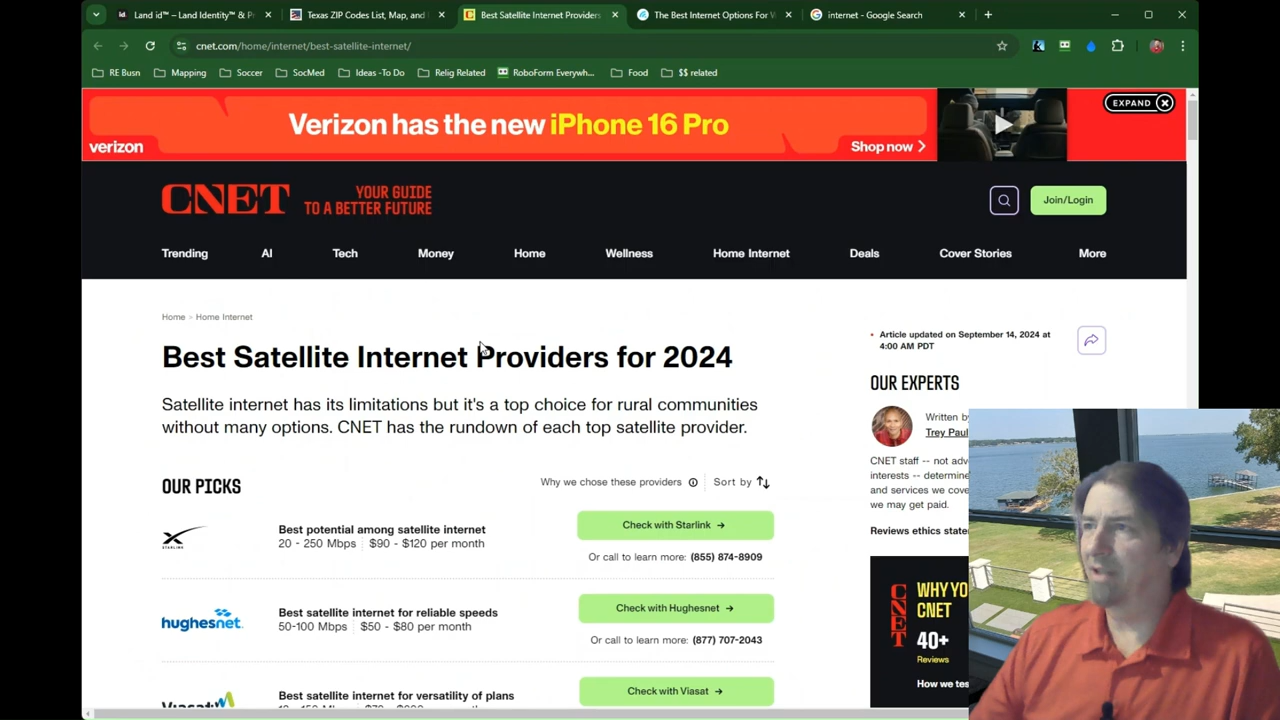 Land id™ – Land Identity™ & P
Texas ZIP Codes List, Map, and
Best Satellite Internet Providers
The Best Internet Options For W
internet - Google Search
cnet.com/home/internet/best-satellite-internet/
RE Busn
Mapping
Soccer
SocMed
Ideas -To Do
Relig Related
RoboForm Everywh...
Food
$$ related
Verizon has the new iPhone 16 Pro
verizon
Shop now
EXPAND
CNET
YOUR GUIDE
TO A BETTER FUTURE
Join/Login
Trending
AI
Tech
Money
Home
Wellness
Home Internet
Deals
Cover Stories
More
Home > Home Internet
Best Satellite Internet Providers for 2024
Satellite internet has its limitations but it's a top choice for rural communities
without many options. CNET has the rundown of each top satellite provider.
Article updated on September 14, 2024 at
4:00 AM PDT
OUR EXPERTS
Written by
Trey Paul
CNET staff -- not adv
interests -- determine
and services we cove
we may get paid.
Reviews ethics state
OUR PICKS
Why we chose these providers
Sort by
STARLINK
Best potential among satellite internet
20 - 250 Mbps
$90 - $120 per month
Check with Starlink →
Or call to learn more: (855) 874-8909
hughesnet
Best satellite internet for reliable speeds
50-100 Mbps
$50 - $80 per month
Check with Hughesnet →
Or call to learn more: (877) 707-2043
Viasat
Best satellite internet for versatility of plans
Check with Viasat →
CNET
WHY YO
CNET
40+
Reviews
How we tes